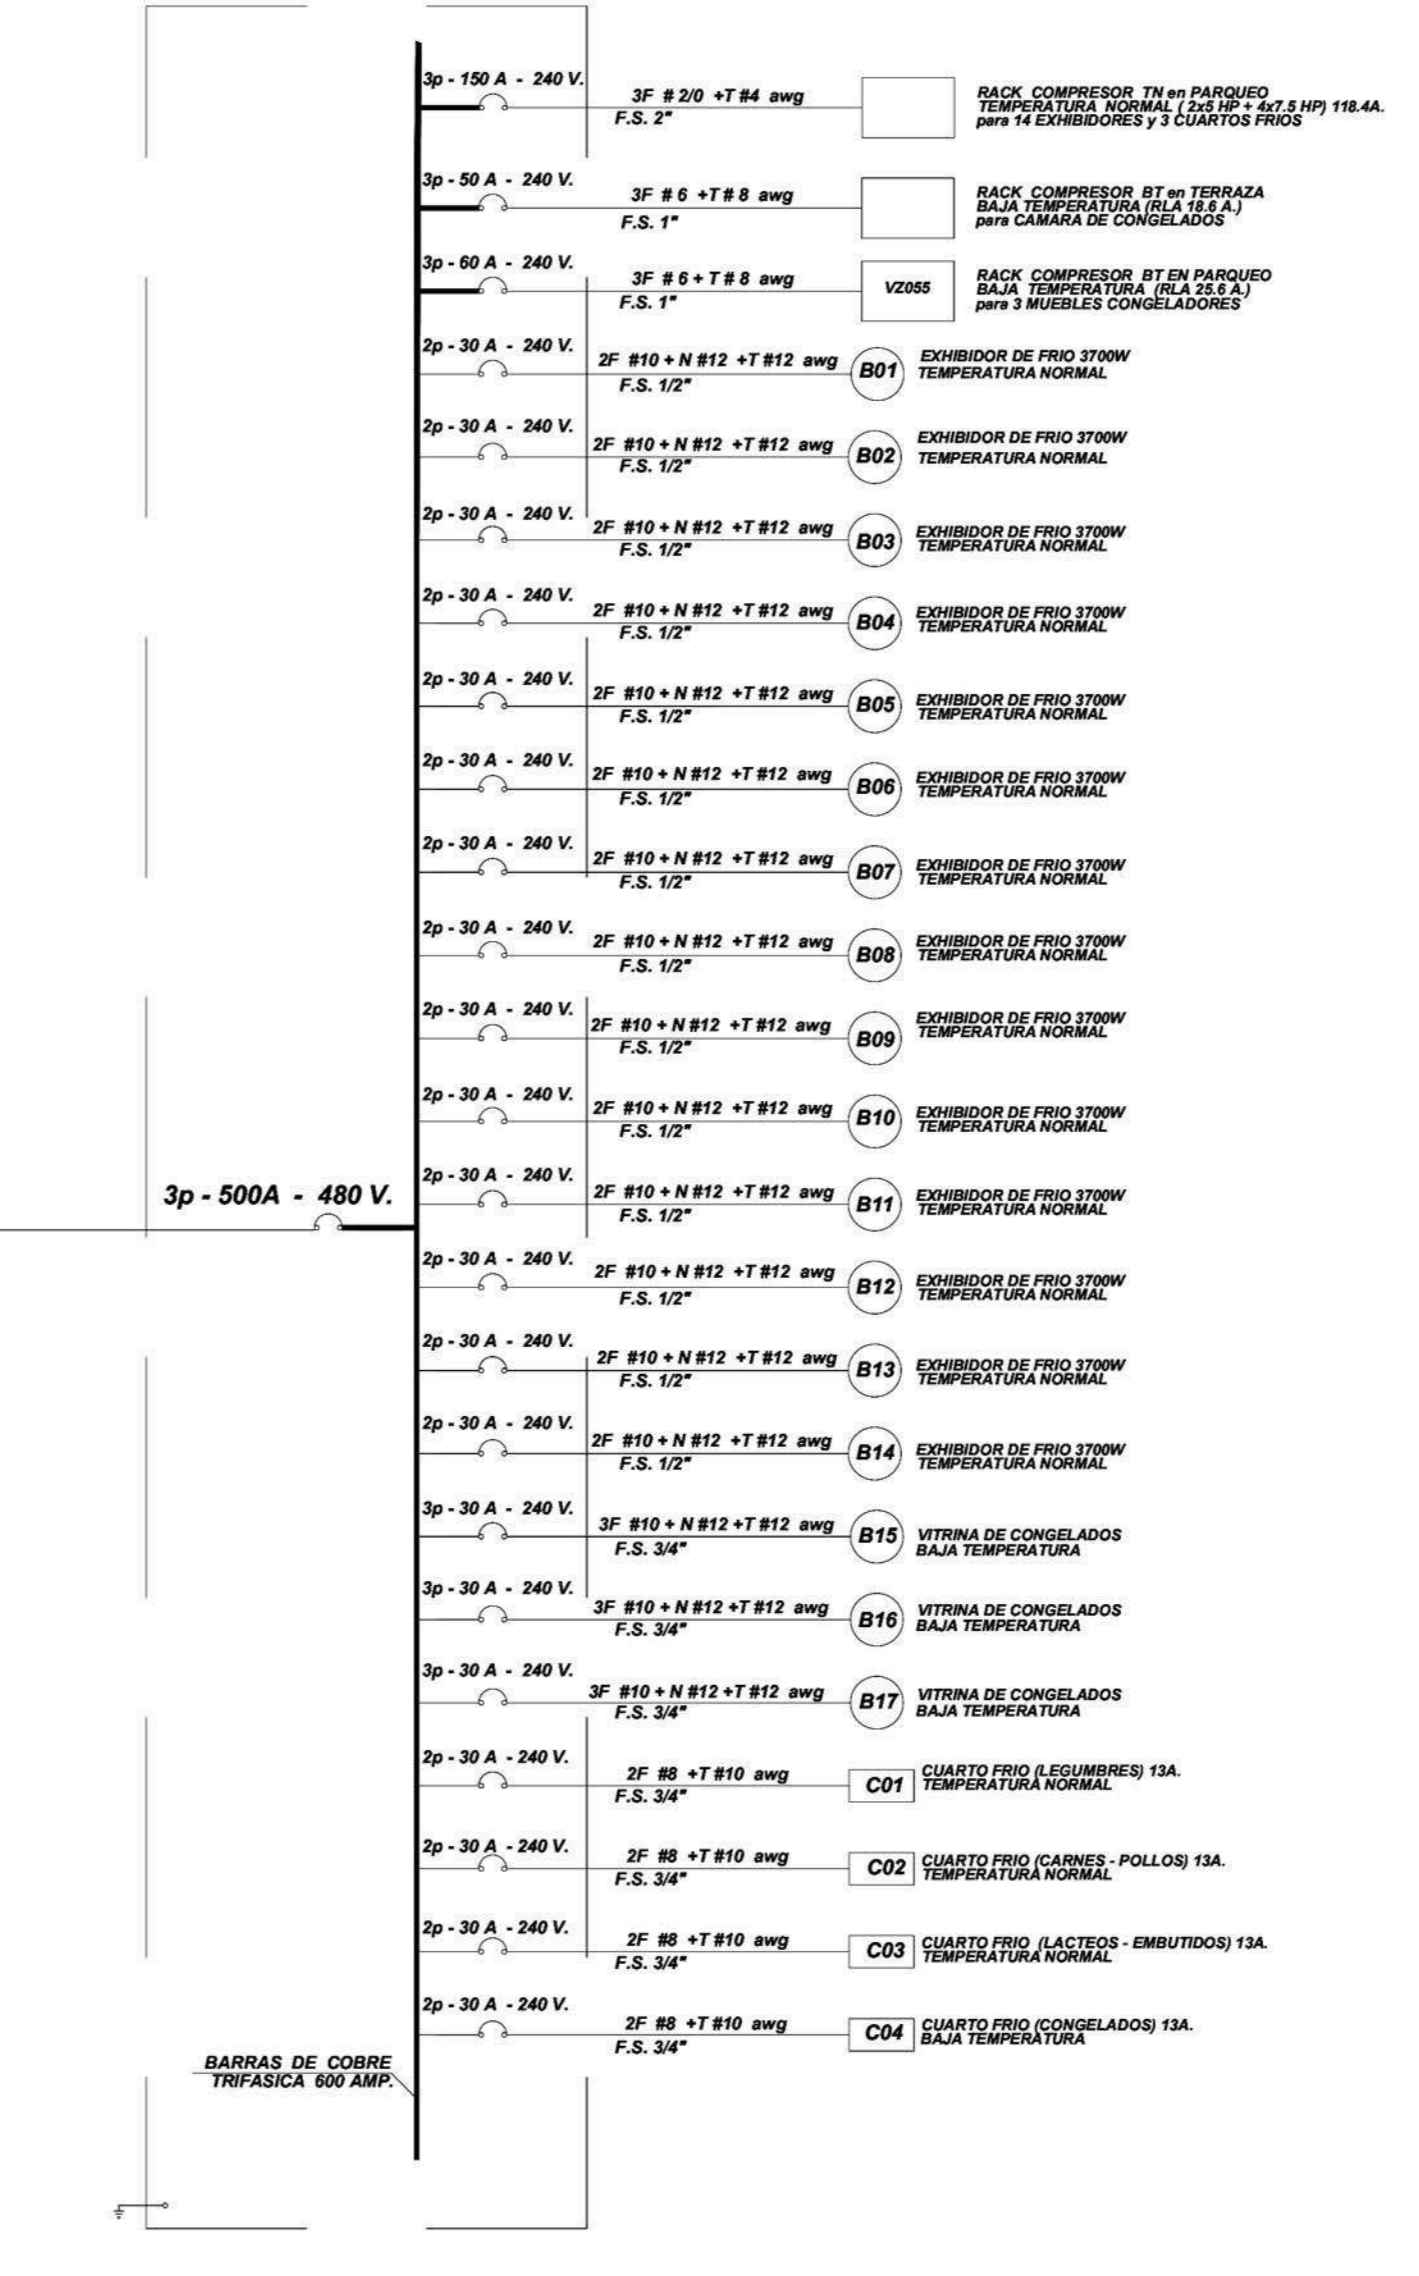 3p - 150 A - 240 V.
3F # 2/0 +T #4 awg
F.S. 2"
RACK COMPRESOR TN en PARQUEO
TEMPERATURA NORMAL ( 2x5 HP + 4x7.5 HP) 118.4A.
para 14 EXHIBIDORES y 3 CUARTOS FRIOS
3p - 50 A - 240 V.
3F # 6 +T # 8 awg
F.S. 1"
RACK COMPRESOR BT en TERRAZA
BAJA TEMPERATURA (RLA 18.6 A.)
para CAMARA DE CONGELADOS
3p - 60 A - 240 V.
3F # 6 + T # 8 awg
F.S. 1"
VZ055
RACK COMPRESOR BT EN PARQUEO
BAJA TEMPERATURA (RLA 25.6 A.)
para 3 MUEBLES CONGELADORES
2p - 30 A - 240 V.
2F #10 + N #12 +T #12 awg
F.S. 1/2"
B01
EXHIBIDOR DE FRIO 3700W
TEMPERATURA NORMAL
2p - 30 A - 240 V.
2F #10 + N #12 +T #12 awg
F.S. 1/2"
B02
EXHIBIDOR DE FRIO 3700W
TEMPERATURA NORMAL
2p - 30 A - 240 V.
2F #10 + N #12 +T #12 awg
F.S. 1/2"
B03
EXHIBIDOR DE FRIO 3700W
TEMPERATURA NORMAL
2p - 30 A - 240 V.
2F #10 + N #12 +T #12 awg
F.S. 1/2"
B04
EXHIBIDOR DE FRIO 3700W
TEMPERATURA NORMAL
2p - 30 A - 240 V.
2F #10 + N #12 +T #12 awg
F.S. 1/2"
B05
EXHIBIDOR DE FRIO 3700W
TEMPERATURA NORMAL
2p - 30 A - 240 V.
2F #10 + N #12 +T #12 awg
F.S. 1/2"
B06
EXHIBIDOR DE FRIO 3700W
TEMPERATURA NORMAL
2p - 30 A - 240 V.
2F #10 + N #12 +T #12 awg
F.S. 1/2"
B07
EXHIBIDOR DE FRIO 3700W
TEMPERATURA NORMAL
2p - 30 A - 240 V.
2F #10 + N #12 +T #12 awg
F.S. 1/2"
B08
EXHIBIDOR DE FRIO 3700W
TEMPERATURA NORMAL
2p - 30 A - 240 V.
2F #10 + N #12 +T #12 awg
F.S. 1/2"
B09
EXHIBIDOR DE FRIO 3700W
TEMPERATURA NORMAL
2p - 30 A - 240 V.
2F #10 + N #12 +T #12 awg
F.S. 1/2"
B10
EXHIBIDOR DE FRIO 3700W
TEMPERATURA NORMAL
2p - 30 A - 240 V.
2F #10 + N #12 +T #12 awg
F.S. 1/2"
B11
EXHIBIDOR DE FRIO 3700W
TEMPERATURA NORMAL
3p - 500A - 480 V.
2p - 30 A - 240 V.
2F #10 + N #12 +T #12 awg
F.S. 1/2"
B12
EXHIBIDOR DE FRIO 3700W
TEMPERATURA NORMAL
2p - 30 A - 240 V.
2F #10 + N #12 +T #12 awg
F.S. 1/2"
B13
EXHIBIDOR DE FRIO 3700W
TEMPERATURA NORMAL
2p - 30 A - 240 V.
2F #10 + N #12 +T #12 awg
F.S. 1/2"
B14
EXHIBIDOR DE FRIO 3700W
TEMPERATURA NORMAL
3p - 30 A - 240 V.
3F #10 + N #12 +T #12 awg
F.S. 3/4"
B15
VITRINA DE CONGELADOS
BAJA TEMPERATURA
3p - 30 A - 240 V.
3F #10 + N #12 +T #12 awg
F.S. 3/4"
B16
VITRINA DE CONGELADOS
BAJA TEMPERATURA
3p - 30 A - 240 V.
3F #10 + N #12 +T #12 awg
F.S. 3/4"
B17
VITRINA DE CONGELADOS
BAJA TEMPERATURA
2p - 30 A - 240 V.
2F #8 +T #10 awg
F.S. 3/4"
C01
CUARTO FRIO (LEGUMBRES) 13A.
TEMPERATURA NORMAL
2p - 30 A - 240 V.
2F #8 +T #10 awg
F.S. 3/4"
C02
CUARTO FRIO (CARNES - POLLOS) 13A.
TEMPERATURA NORMAL
2p - 30 A - 240 V.
2F #8 +T #10 awg
F.S. 3/4"
C03
CUARTO FRIO (LACTEOS - EMBUTIDOS) 13A.
TEMPERATURA NORMAL
2p - 30 A - 240 V.
2F #8 +T #10 awg
F.S. 3/4"
C04
CUARTO FRIO (CONGELADOS) 13A.
BAJA TEMPERATURA
BARRAS DE COBRE
TRIFASICA 600 AMP.